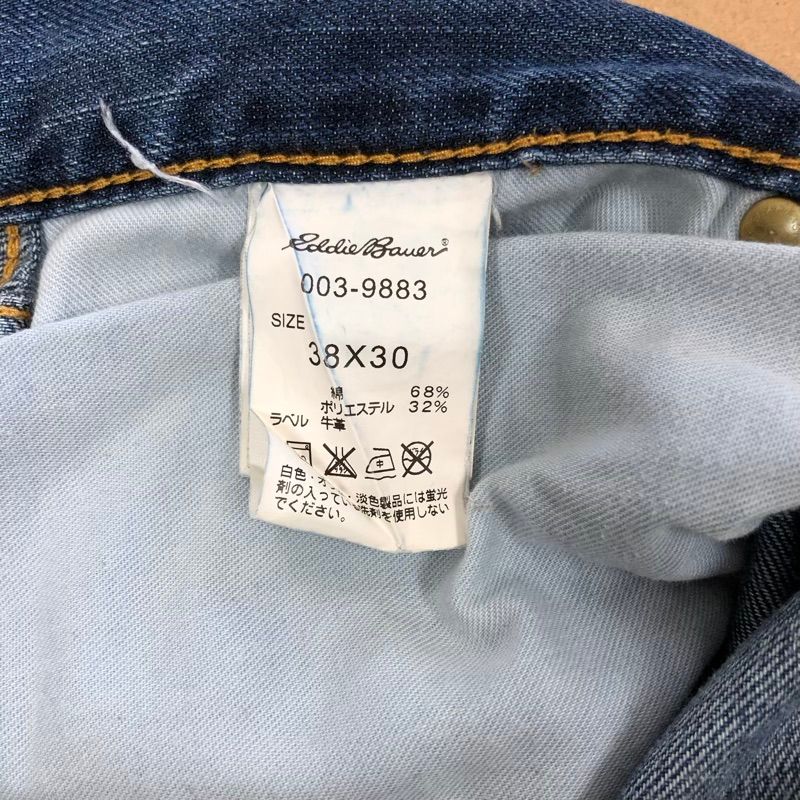 Eddie Bauer®
003-9883
SIZE
38X30
綿 68%
ポリエステル 32%
ラベル 牛革
中
白色・
剤の入って 淡色製品には蛍光
でください。 洗剤を使用しない